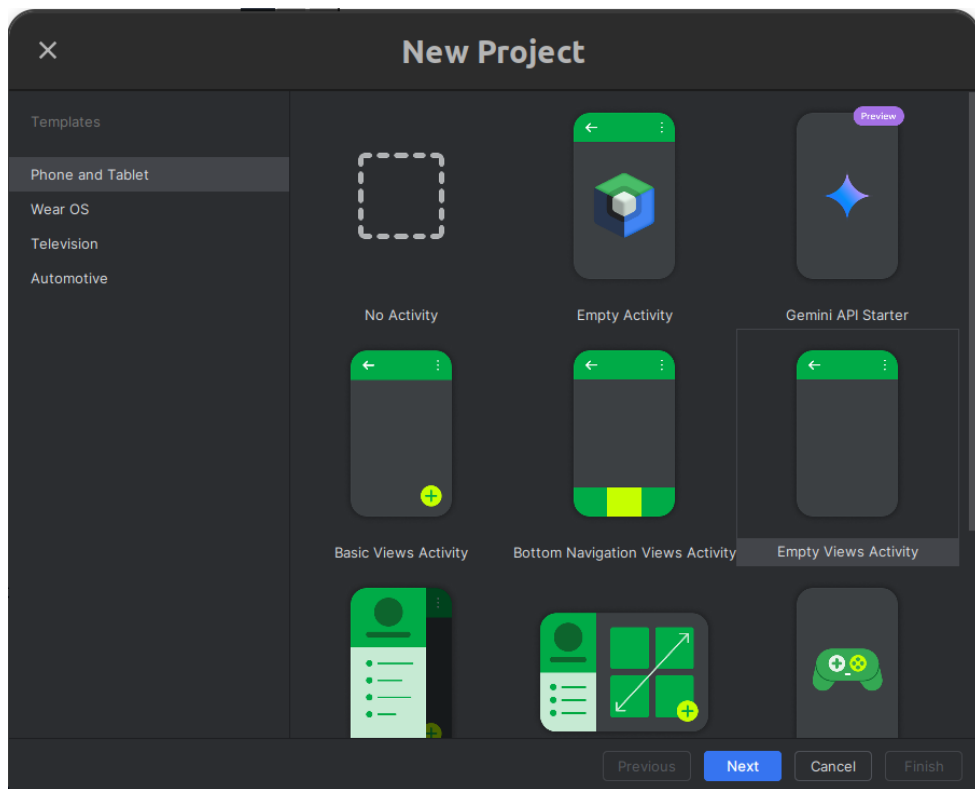 New Project
Templates
Phone and Tablet
Wear OS
Television
Automotive
Preview
No Activity
Empty Activity
Gemini API Starter
Basic Views Activity
Bottom Navigation Views Activity
Empty Views Activity
Previous
Next
Cancel
Finish